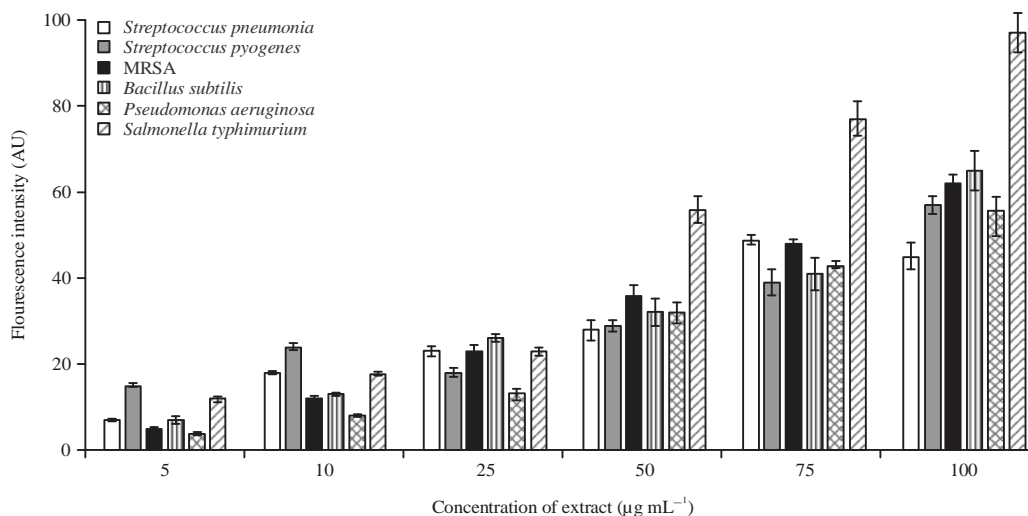 100
80
60
40
20
0
Flourescence intensity (AU)
Streptococcus pneumonia
Streptococcus pyogenes
MRSA
Bacillus subtilis
Pseudomonas aeruginosa
Salmonella typhimurium
5 10 25 50 75 100
Concentration of extract (µg mL⁻¹)